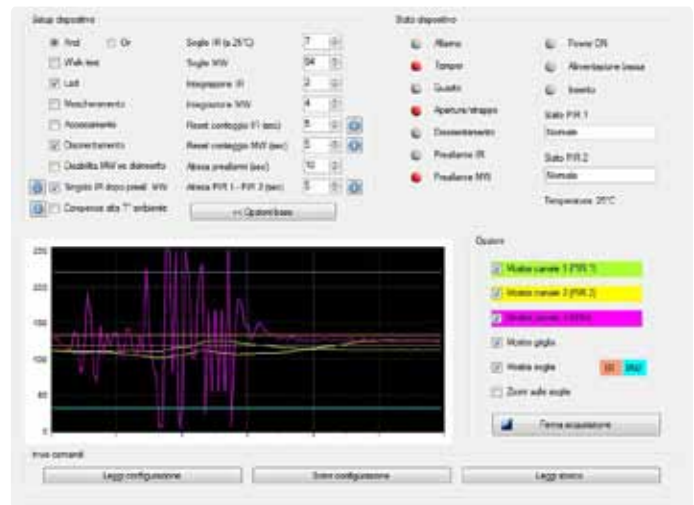 Setup dispositivo
And
Or
Walk test
Led
Mascheramento
Accecamento
Disorientamento
Disabilita MW se disinserito
Singolo IR dopo preall. MW
Compensa alta T° ambiente
Soglia IR (a 25°C)
7
Soglia MW
94
Integrazione IR
2
Integrazione MW
4
Reset conteggio IR (sec)
Reset conteggio MW (sec)
5
Attesa preallarmi (sec)
10
Attesa PIR 1 - PIR 2 (sec)
5
<< Opzioni base
Stato dispositivo
Allarme
Tamper
Guasto
Apertura/strappo
Disorientamento
Preallarme IR
Preallarme MW
Power ON
Alimentazione bassa
Inserito
Stato PIR 1
Normale
Stato PIR 2
Normale
Temperatura 25°C
200
150
100
50
0
Opzioni
Mostra canale 1 (PIR 1)
Mostra canale 2 (PIR 2)
Mostra canale 3 (MW)
Mostra griglia
Mostra soglie
IR
MW
Zoom sulle soglie
Ferma acquisizione
Invio comandi
Leggi configurazione
Scrivi configurazione
Leggi storico